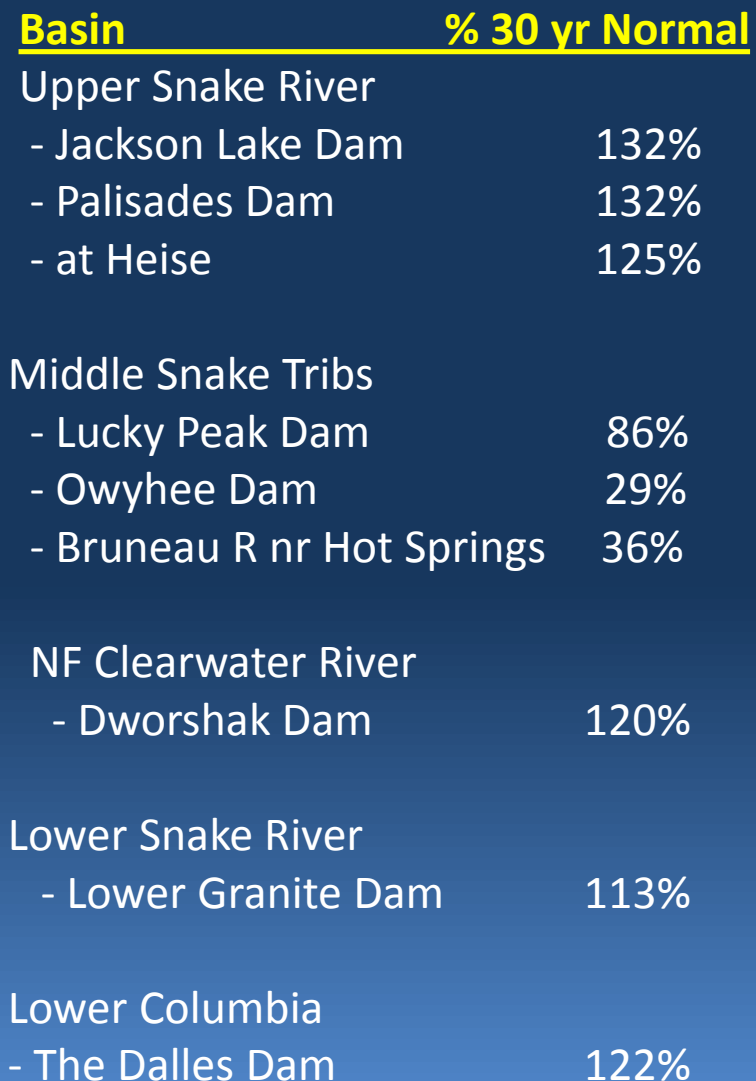 Basin % 30 yr Normal
Upper Snake River
- Jackson Lake Dam 132%
- Palisades Dam 132%
- at Heise 125%
Middle Snake Tribs
- Lucky Peak Dam 86%
- Owyhee Dam 29%
- Bruneau R nr Hot Springs 36%
NF Clearwater River
- Dworshak Dam 120%
Lower Snake River
- Lower Granite Dam 113%
Lower Columbia
- The Dalles Dam 122%